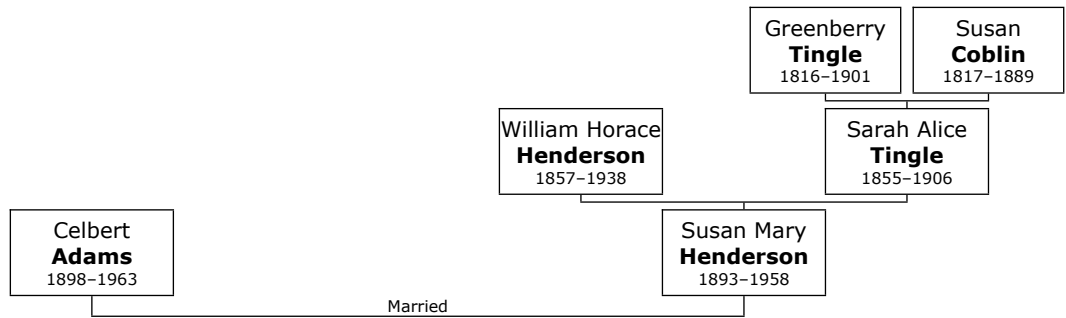 Greenberry
Tingle
1816–1901
Susan
Coblin
1817–1889
William Horace
Henderson
1857–1938
Sarah Alice
Tingle
1855–1906
Celbert
Adams
1898–1963
Susan Mary
Henderson
1893–1958
Married